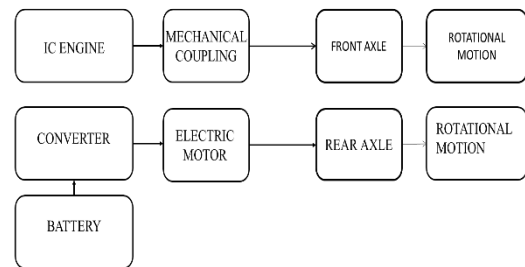 IC ENGINE
MECHANICAL
COUPLING
FRONT AXLE
ROTATIONAL
MOTION
CONVERTER
ELECTRIC
MOTOR
REAR AXLE
ROTATIONAL
MOTION
BATTERY